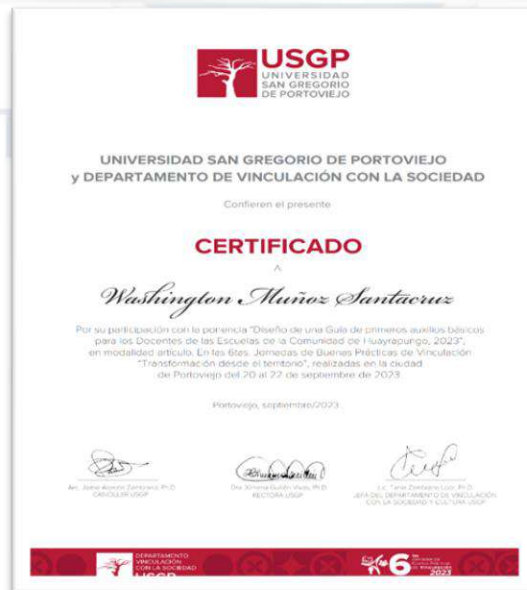 USGP
UNIVERSIDAD
SAN GREGORIO
DE PORTOVIEJO
UNIVERSIDAD SAN GREGORIO DE PORTOVIEJO
y DEPARTAMENTO DE VINCULACIÓN CON LA SOCIEDAD
Confieren el presente
CERTIFICADO
A
Washington Muñoz Santacruz
Por su participación con la ponencia "Diseño de una Guía de primeros auxilios básicos
para los Docentes de las Escuelas de la Comunidad de Huayrapungo, 2023",
en modalidad artículo. En las 6tas. Jornadas de Buenas Prácticas de Vinculación
"Transformación desde el territorio", realizadas en la ciudad
de Portoviejo del 20 al 22 de septiembre de 2023
Portoviejo, septiembre/2023
CANCILLER USGP
RECTORA USGP
JEFA DEL DEPARTAMENTO DE VINCULACIÓN
CON LA SOCIEDAD Y CULTURA USGP
DEPARTAMENTO
VINCULACIÓN
CON LA SOCIEDAD
USGP
6
2023